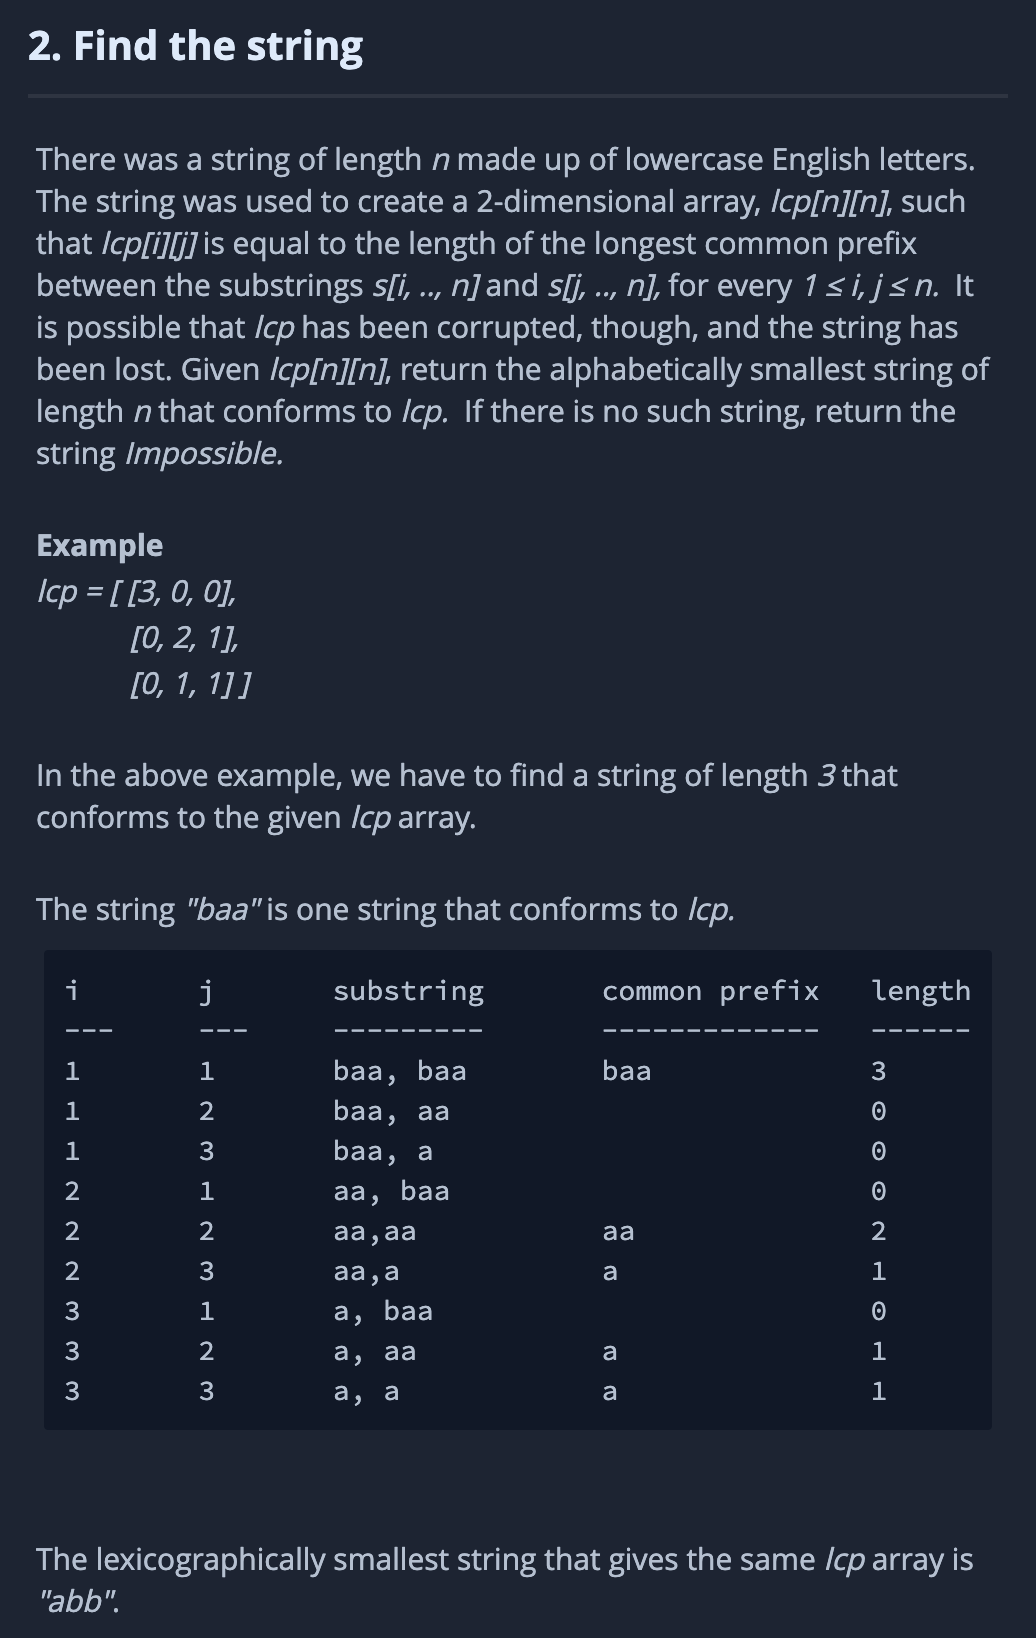 2. Find the string
There was a string of length n made up of lowercase English letters.
The string was used to create a 2-dimensional array, lcp[n][n], such
that lcp[i][j] is equal to the length of the longest common prefix
between the substrings s[i, .., n] and s[j, .., n], for every 1 ≤ i, j ≤ n. It
is possible that lcp has been corrupted, though, and the string has
been lost. Given lcp[n][n], return the alphabetically smallest string of
length n that conforms to lcp. If there is no such string, return the
string Impossible.
Example
lcp = [ [3, 0, 0],
[0, 2, 1],
[0, 1, 1] ]
In the above example, we have to find a string of length 3 that
conforms to the given lcp array.
The string "baa" is one string that conforms to lcp.
i j substring common prefix length
--- --- --------- ------------- ------
1 1 baa, baa baa 3
1 2 baa, aa 0
1 3 baa, a 0
2 1 aa, baa 0
2 2 aa,aa aa 2
2 3 aa,a a 1
3 1 a, baa 0
3 2 a, aa a 1
3 3 a, a a 1
The lexicographically smallest string that gives the same lcp array is
"abb".